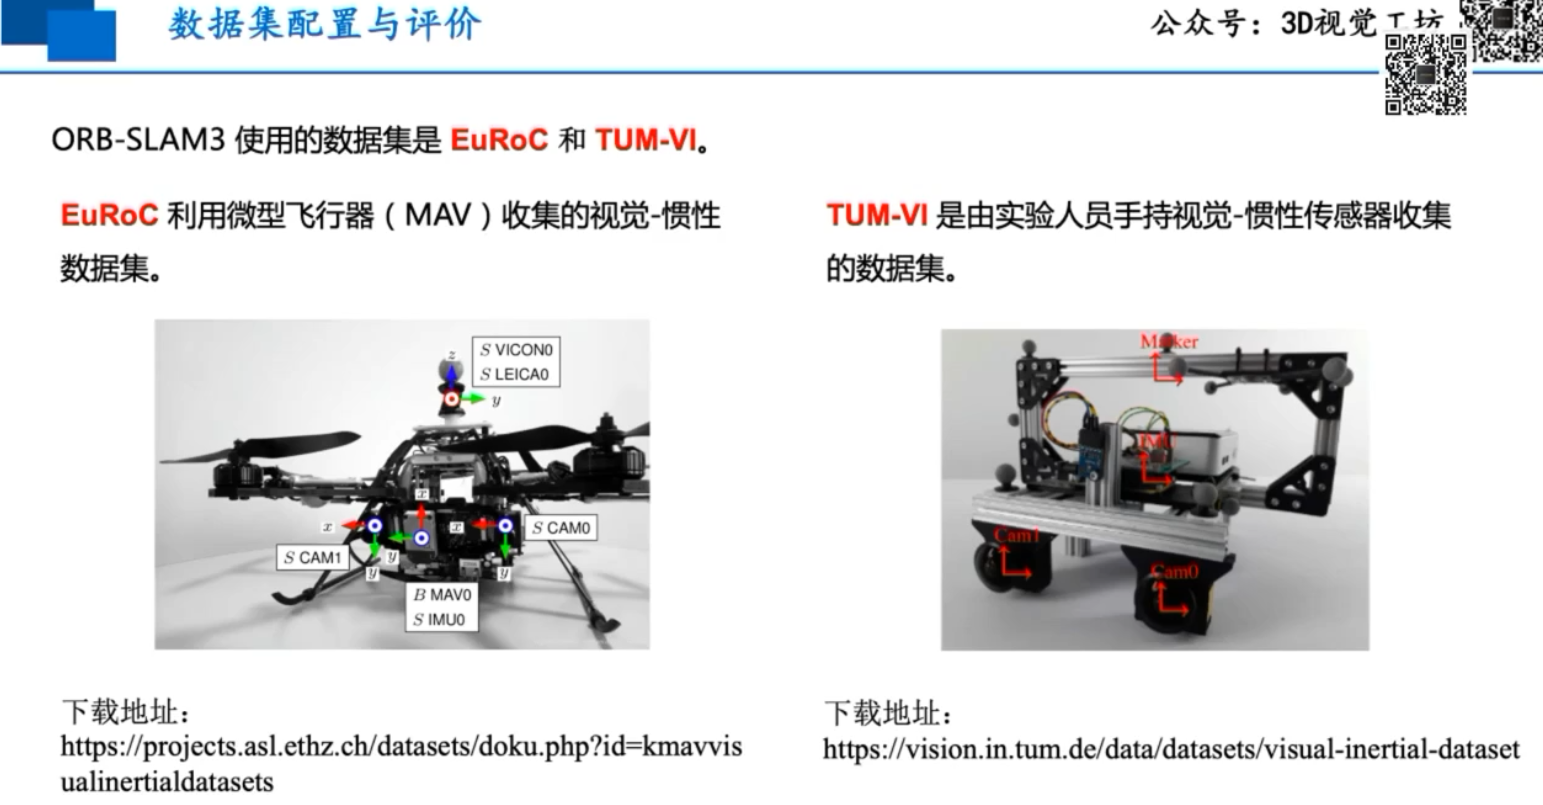 数据集配置与评价
公众号：3D视觉工坊
ORB-SLAM3 使用的数据集是 EuRoC 和 TUM-VI。
EuRoC 利用微型飞行器（MAV）收集的视觉-惯性
数据集。
TUM-VI 是由实验人员手持视觉-惯性传感器收集
的数据集。
z
S VICON0
S LEICA0
y
x
x
x
S CAM0
S CAM1
y
y
y
B MAV0
S IMU0
Marker
IMU
Cam1
Cam0
下载地址：
https://projects.asl.ethz.ch/datasets/doku.php?id=kmavvis
ualinertialdatasets
下载地址：
https://vision.in.tum.de/data/datasets/visual-inertial-dataset